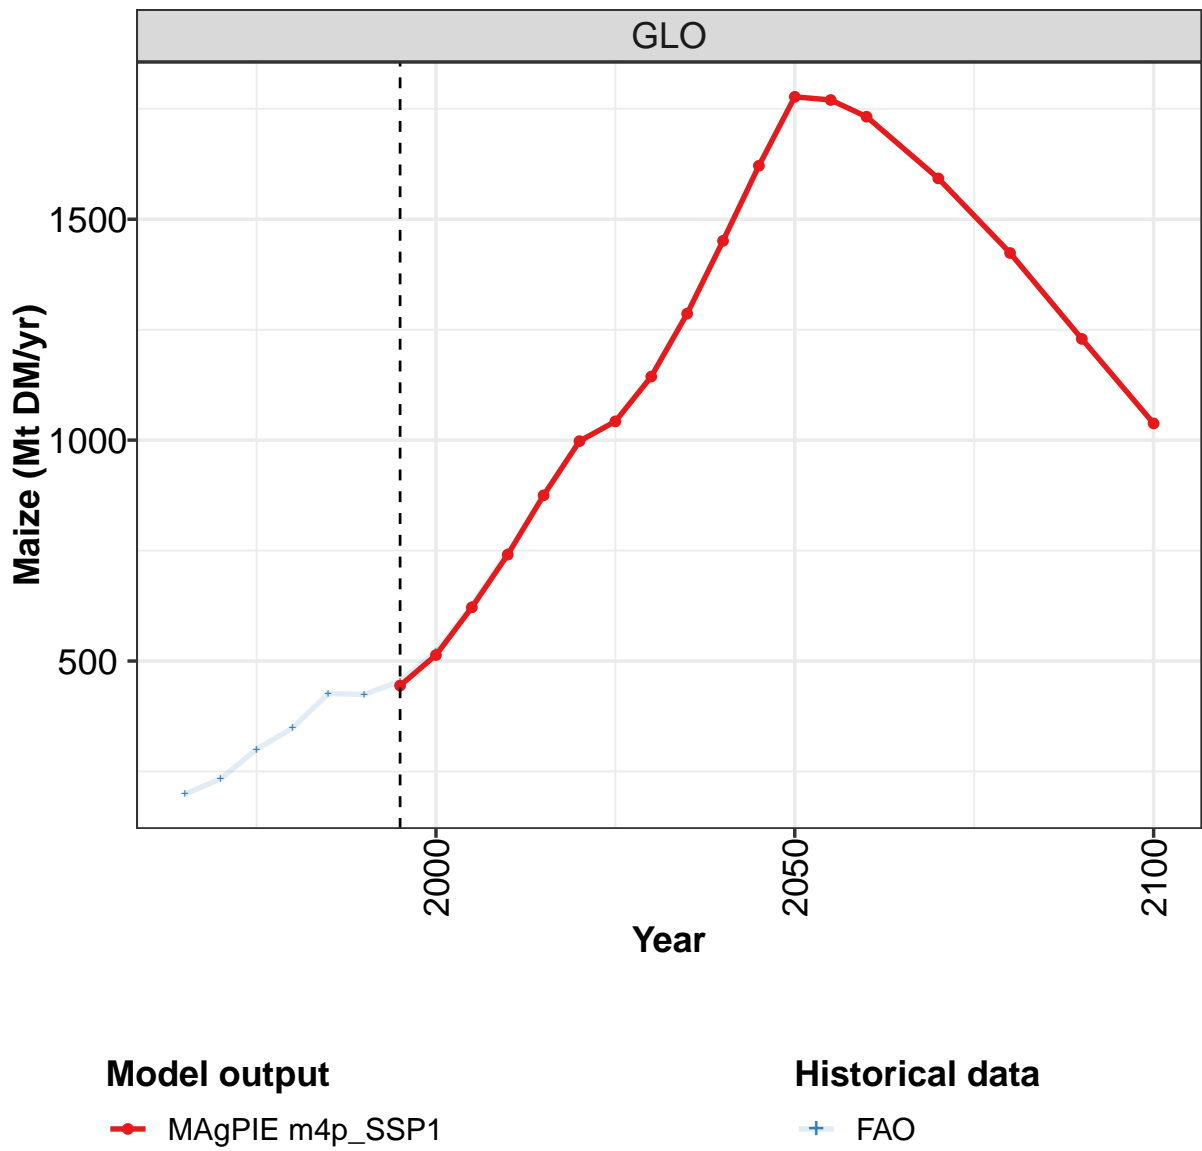 GLO
Maize (Mt DM/yr)
1500
1000
500
2000
2050
2100
Year
Model output
Historical data
MAgPIE m4p_SSP1
FAO